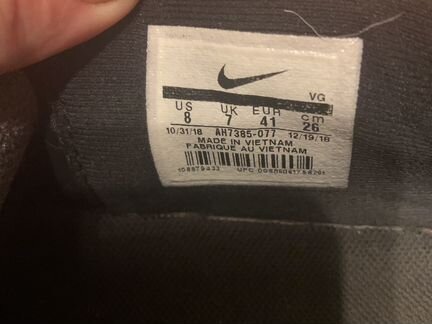 VG
US UK EUR cm
8 7 41 26
10/31/18 AH7385-077 12/19/18
MADE IN VIETNAM
FABRIQUE AU VIETNAM
UPC